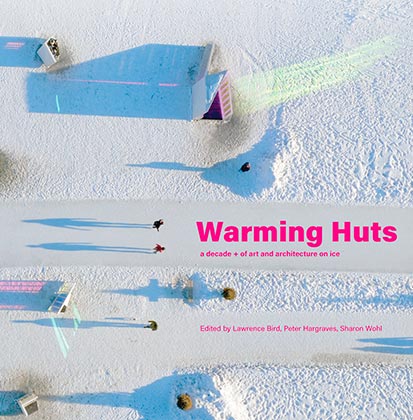 Warming Huts
a decade + of art and architecture on ice
Edited by Lawrence Bird, Peter Hargraves, Sharon Wohl